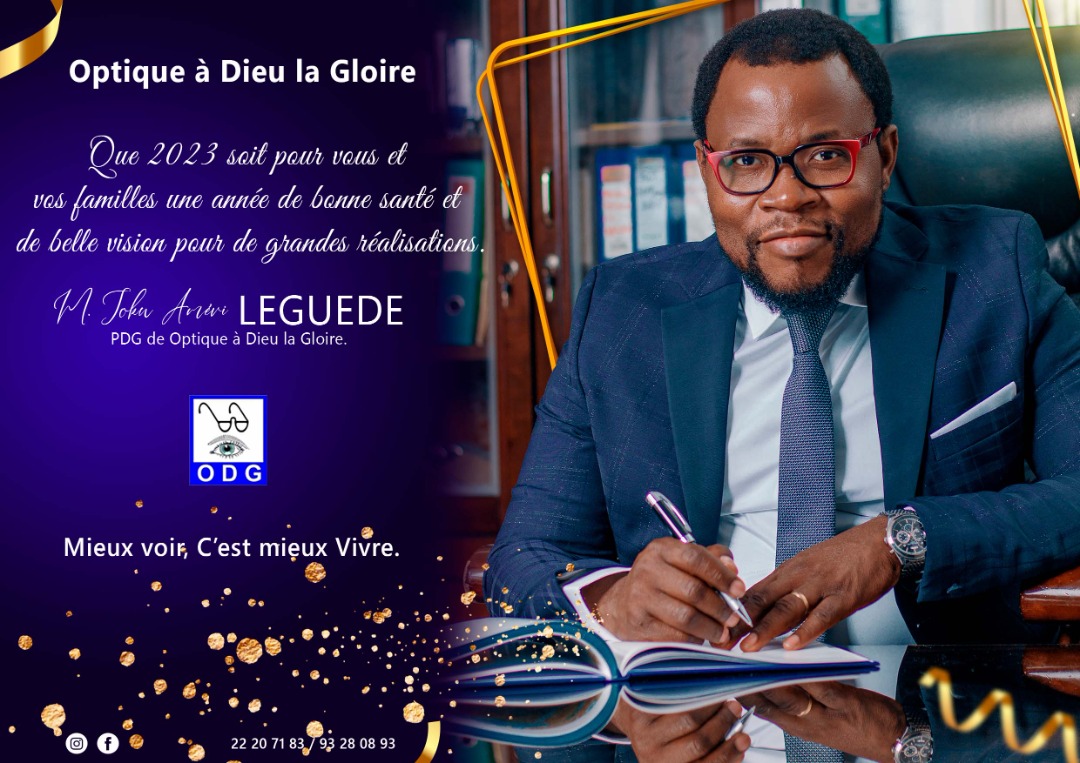 Optique à Dieu la Gloire
Que 2023 soit pour vous et
vos familles une année de bonne santé et
de belle vision pour de grandes réalisations.
M. John Anévi LEGUEDE
PDG de Optique à Dieu la Gloire.
ODG
Mieux voir, C’est mieux Vivre.
22 20 71 83 / 93 28 08 93